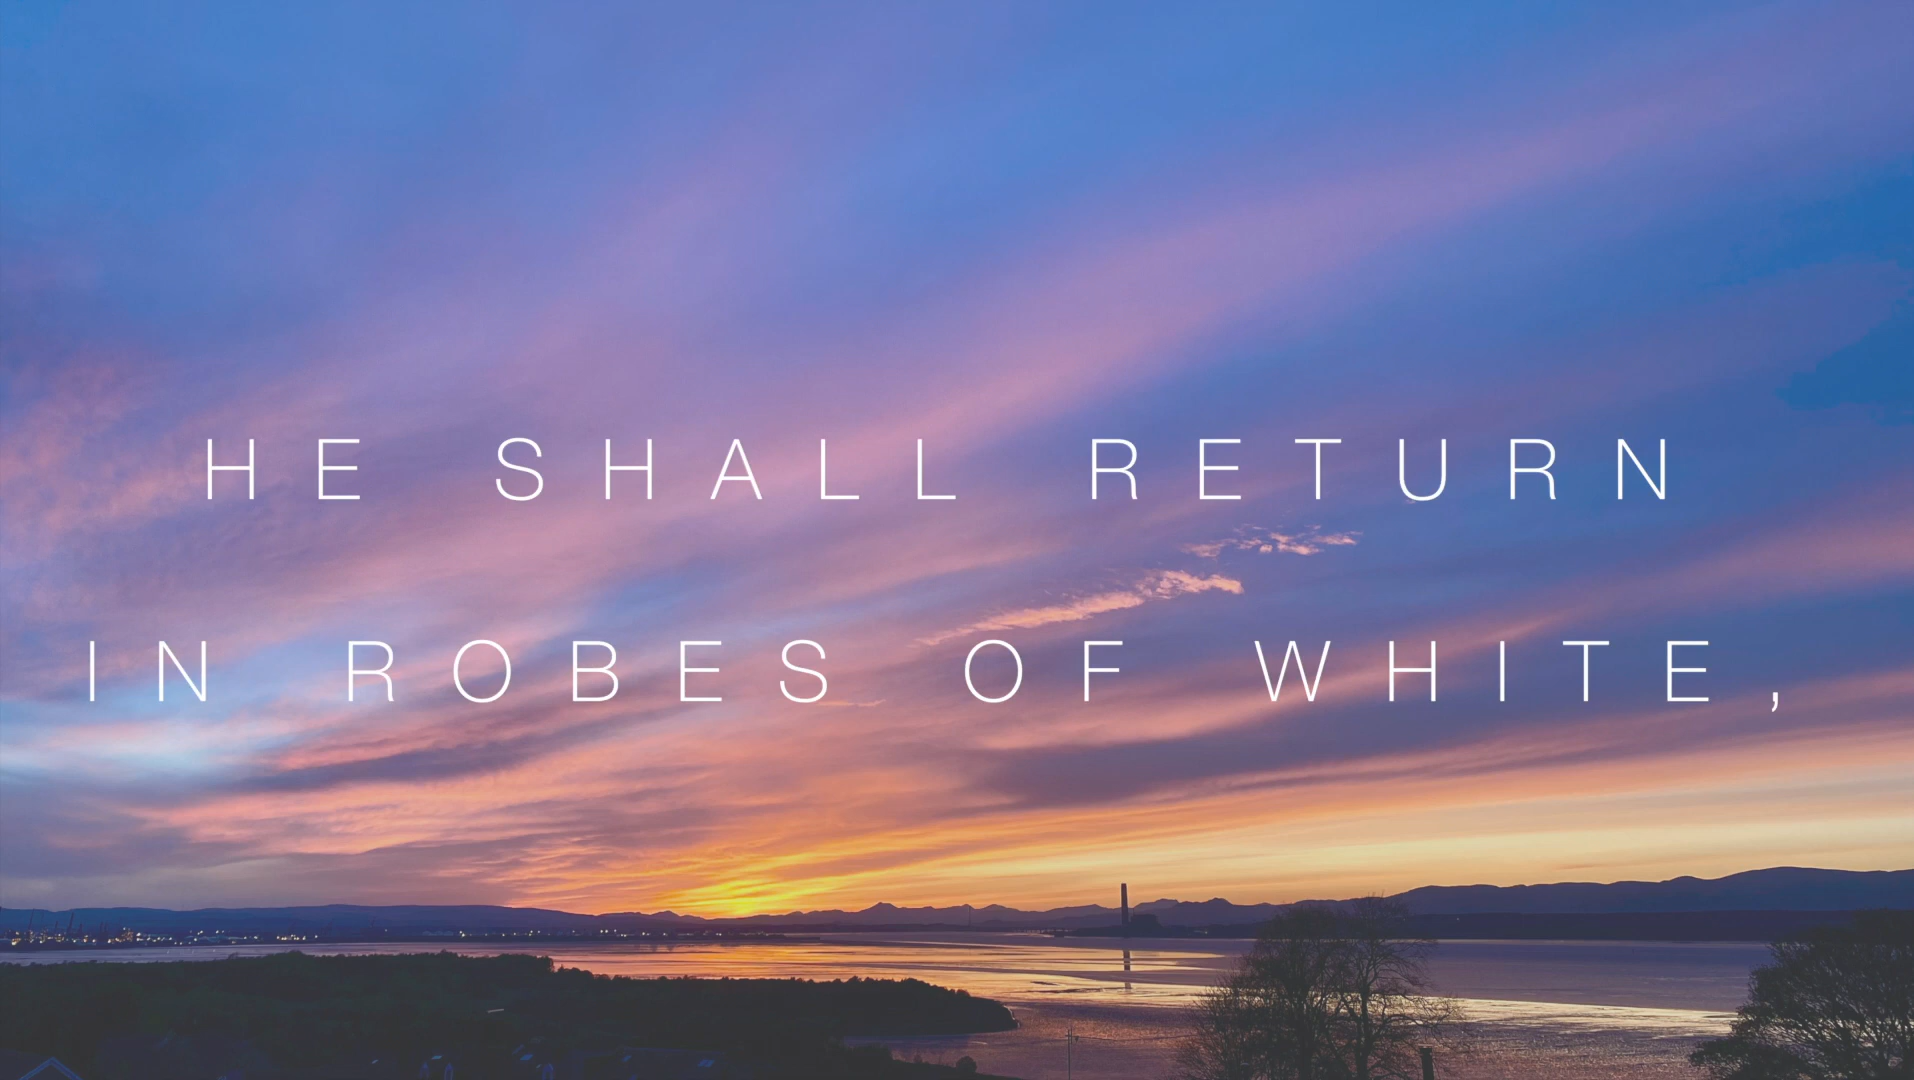 HE SHALL RETURN
IN ROBES OF WHITE,